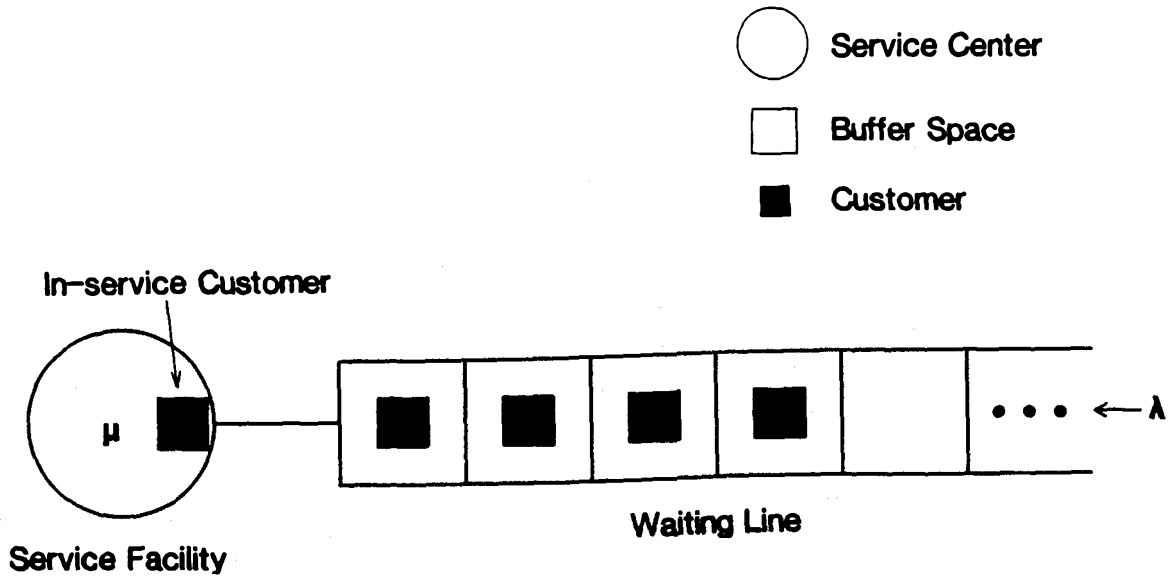 Service Center
Buffer Space
Customer
In-service Customer
μ
λ
Waiting Line
Service Facility